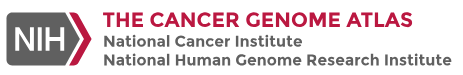 NIH
THE CANCER GENOME ATLAS
National Cancer Institute
National Human Genome Research Institute